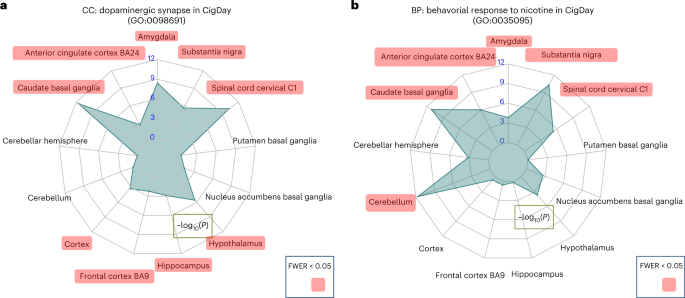 a
CC: dopaminergic synapse in CigDay
(GO:0098691)
Amygdala
Anterior cingulate cortex BA24
Substantia nigra
Caudate basal ganglia
Spinal cord cervical C1
Cerebellar hemisphere
Putamen basal ganglia
Cerebellum
Nucleus accumbens basal ganglia
Cortex
Hypothalamus
Frontal cortex BA9
Hippocampus
12
9
6
3
0
−log10(P)
FWER < 0.05
b
BP: behavorial response to nicotine in CigDay
(GO:0035095)
Amygdala
Anterior cingulate cortex BA24
Substantia nigra
Caudate basal ganglia
Spinal cord cervical C1
Cerebellar hemisphere
Putamen basal ganglia
Cerebellum
Nucleus accumbens basal ganglia
Cortex
Hypothalamus
Frontal cortex BA9
Hippocampus
12
9
6
3
0
−log10(P)
FWER < 0.05